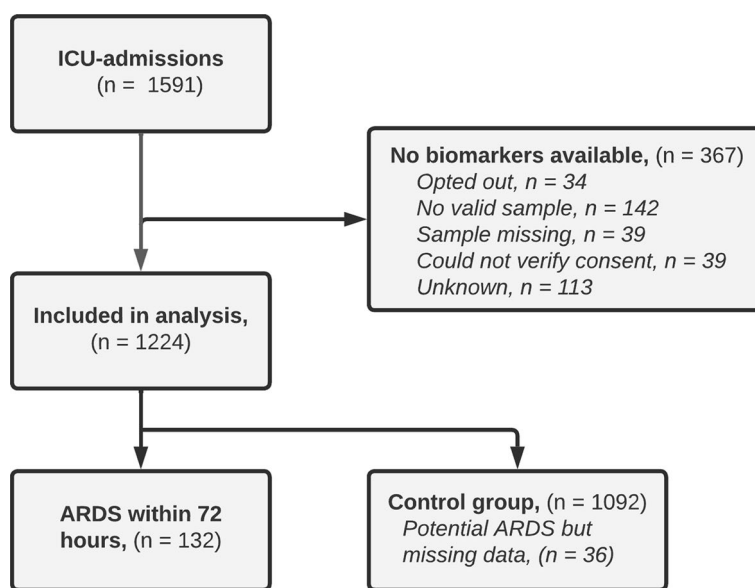 ICU-admissions
(n =  1591)
No biomarkers available, (n = 367)
Opted out, n = 34
No valid sample, n = 142
Sample missing, n = 39
Could not verify consent, n = 39
Unknown, n = 113
Included in analysis,
(n = 1224)
ARDS within 72
hours, (n = 132)
Control group, (n = 1092)
Potential ARDS but
missing data, (n = 36)